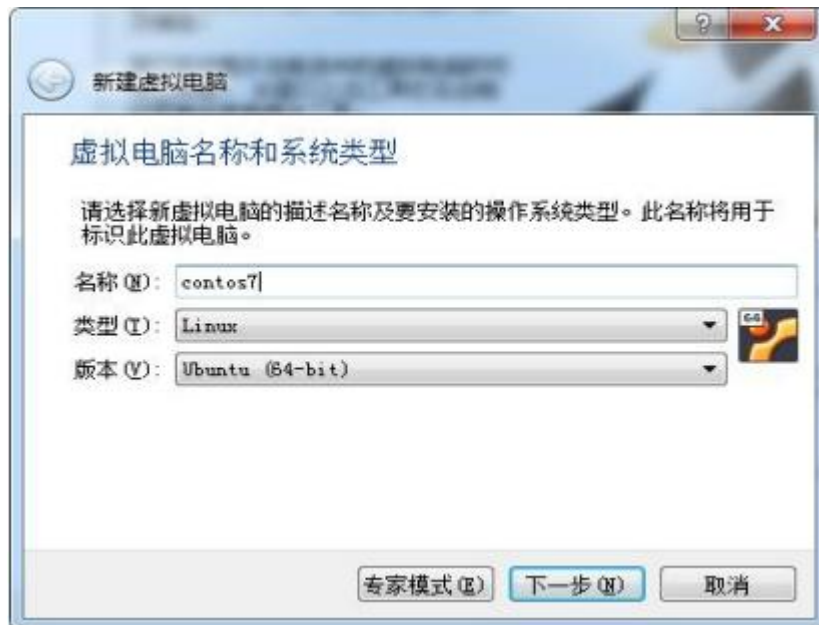 新建虚拟电脑
虚拟电脑名称和系统类型
请选择新虚拟电脑的描述名称及要安装的操作系统类型。此名称将用于
标识此虚拟电脑。
名称(N): contos7
类型(T): Linux
版本(V): Ubuntu (64-bit)
64
专家模式(E) 下一步(N) 取消